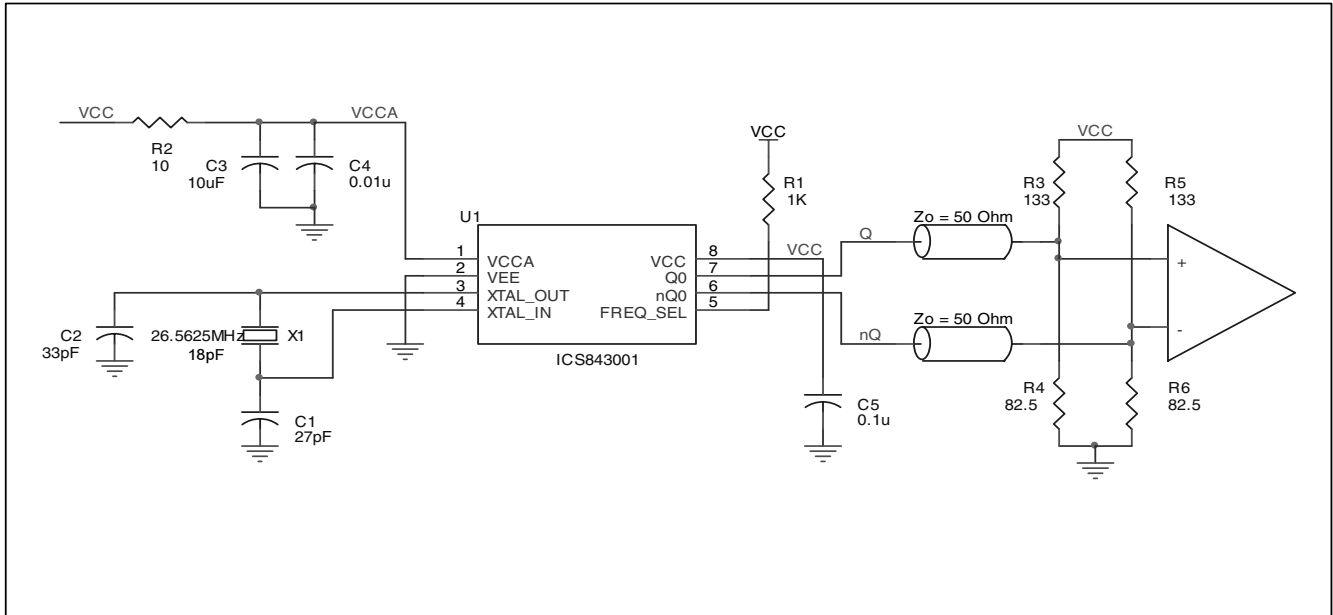 VCC
R2
10
C3
10uF
C4
0.01u
VCCA
U1
1
VCCA
2
VEE
3
XTAL_OUT
4
XTAL_IN
VCC
8
Q0
7
nQ0
6
FREQ_SEL
5
ICS843001
C2
33pF
26.5625MHz
18pF
X1
C1
27pF
VCC
R1
1K
VCC
C5
0.1u
Q
Zo = 50 Ohm
nQ
Zo = 50 Ohm
VCC
R3
133
R5
133
+
-
R4
82.5
R6
82.5